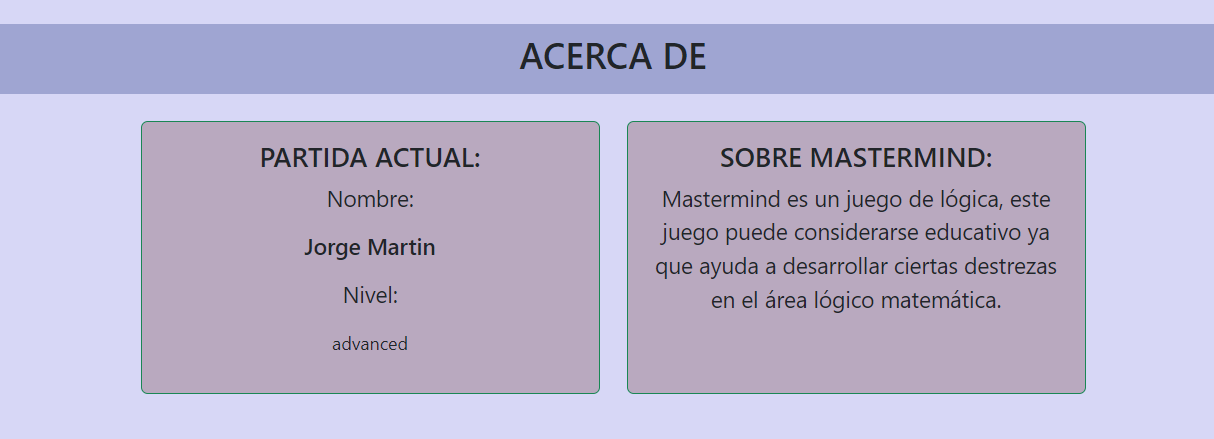 ACERCA DE
PARTIDA ACTUAL:
Nombre:
Jorge Martin
Nivel:
advanced
SOBRE MASTERMIND:
Mastermind es un juego de lógica, este
juego puede considerarse educativo ya
que ayuda a desarrollar ciertas destrezas
en el área lógico matemática.